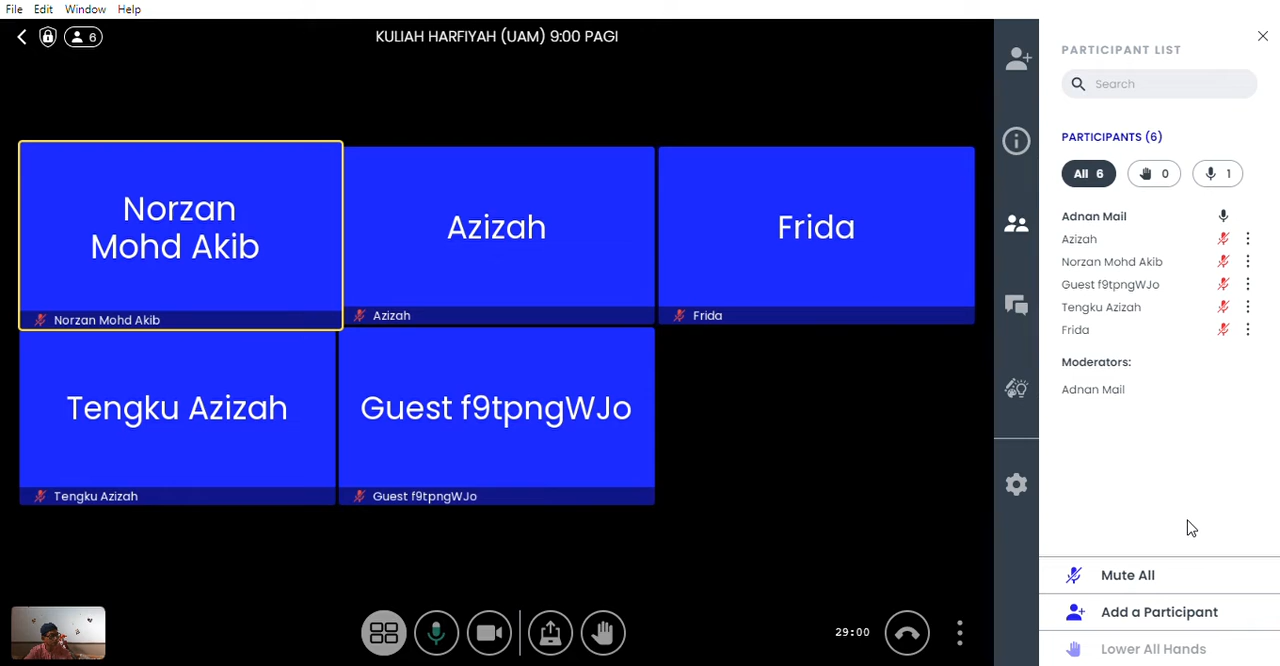 File Edit Window Help
6
KULIAH HARFIYAH (UAM) 9:00 PAGI
Norzan
Mohd Akib
Norzan Mohd Akib
Azizah
Azizah
Frida
Frida
Tengku Azizah
Tengku Azizah
Guest f9tpngWJo
Guest f9tpngWJo
29:00
PARTICIPANT LIST
Search
PARTICIPANTS (6)
All 6 0 1
Adnan Mail
Azizah
Norzan Mohd Akib
Guest f9tpngWJo
Tengku Azizah
Frida
Moderators:
Adnan Mail
Mute All
Add a Participant
Lower All Hands